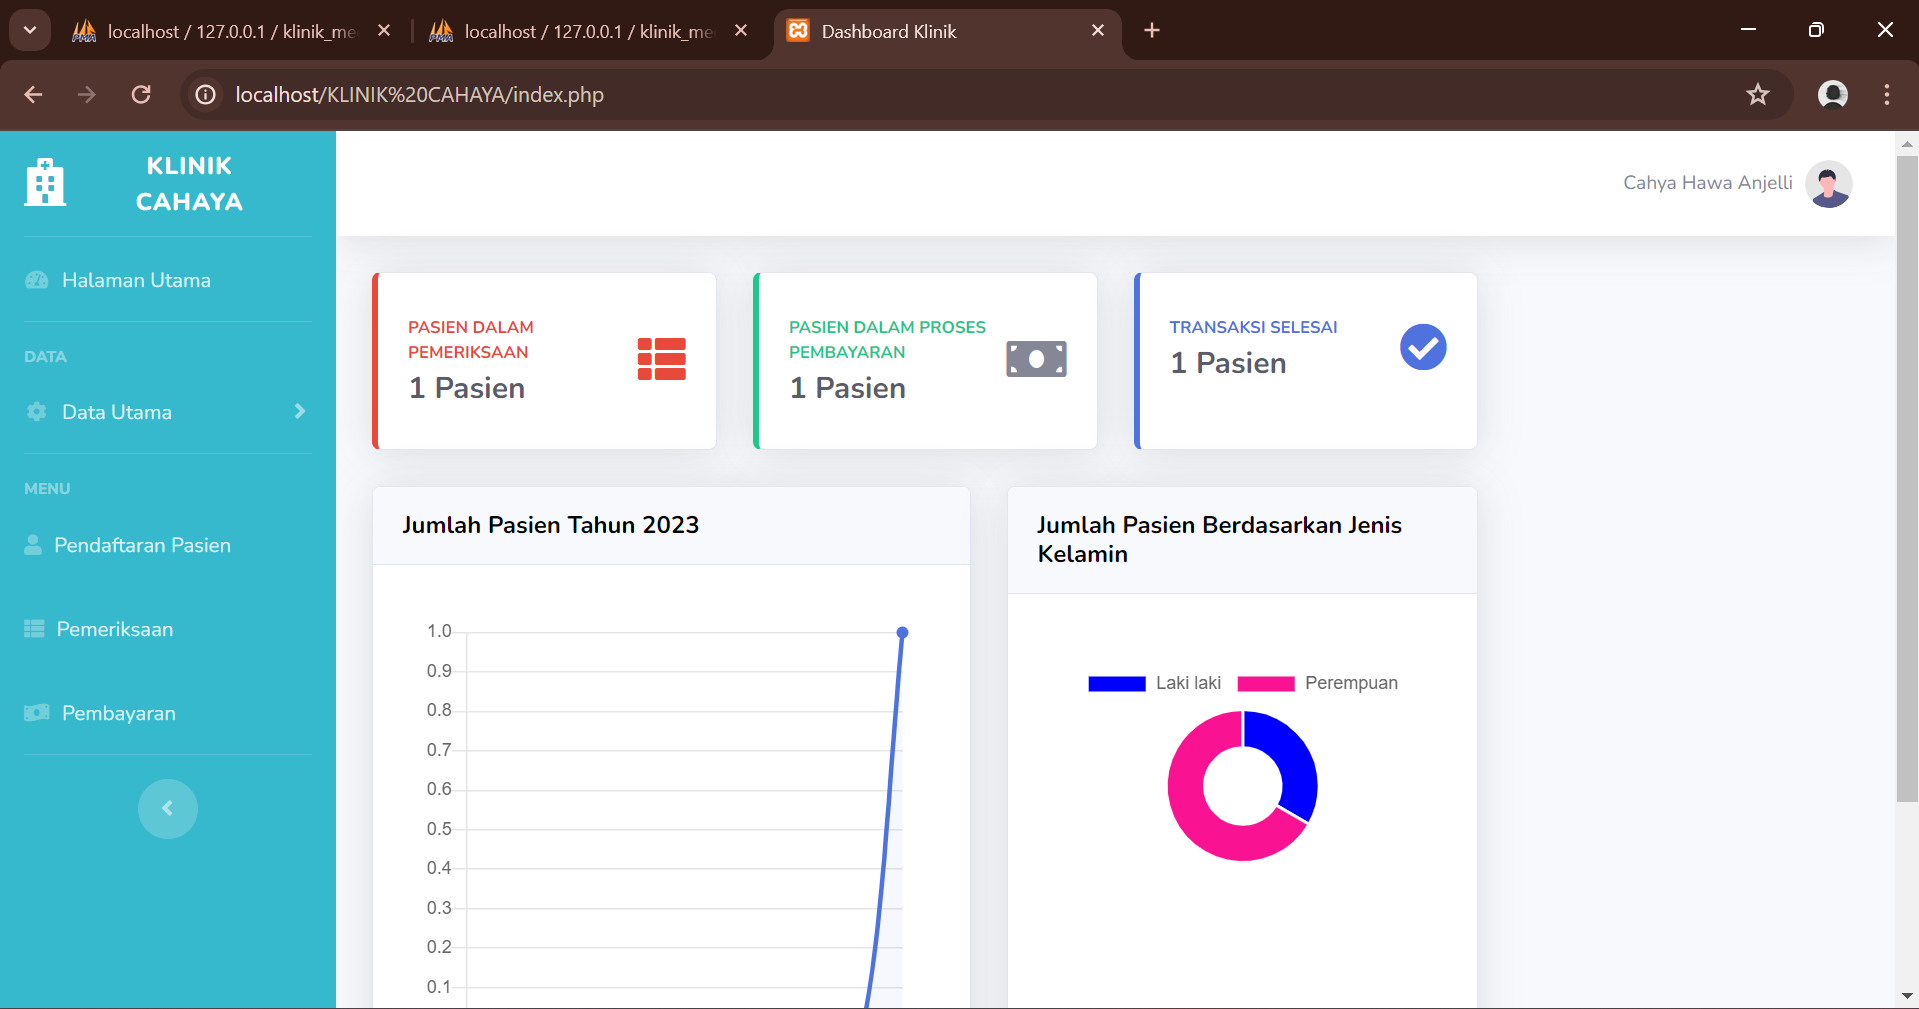 localhost / 127.0.0.1 / klinik_me
localhost / 127.0.0.1 / klinik_me
Dashboard Klinik
localhost/KLINIK%20CAHAYA/index.php
KLINIK
CAHAYA
Halaman Utama
DATA
Data Utama
MENU
Pendaftaran Pasien
Pemeriksaan
Pembayaran
Cahya Hawa Anjelli
PASIEN DALAM
PEMERIKSAAN
1 Pasien
PASIEN DALAM PROSES
PEMBAYARAN
1 Pasien
TRANSAKSI SELESAI
1 Pasien
Jumlah Pasien Tahun 2023
1.0
0.9
0.8
0.7
0.6
0.5
0.4
0.3
0.2
0.1
Jumlah Pasien Berdasarkan Jenis
Kelamin
Laki laki
Perempuan